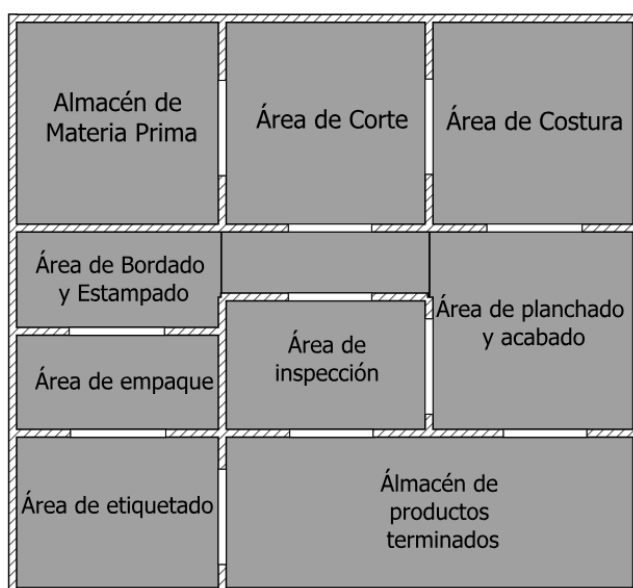 Almacén de
Materia Prima
Área de Corte
Área de Costura
Área de Bordado
y Estampado
Área de planchado
y acabado
Área de
inspección
Área de empaque
Área de etiquetado
Álmacén de
productos
terminados